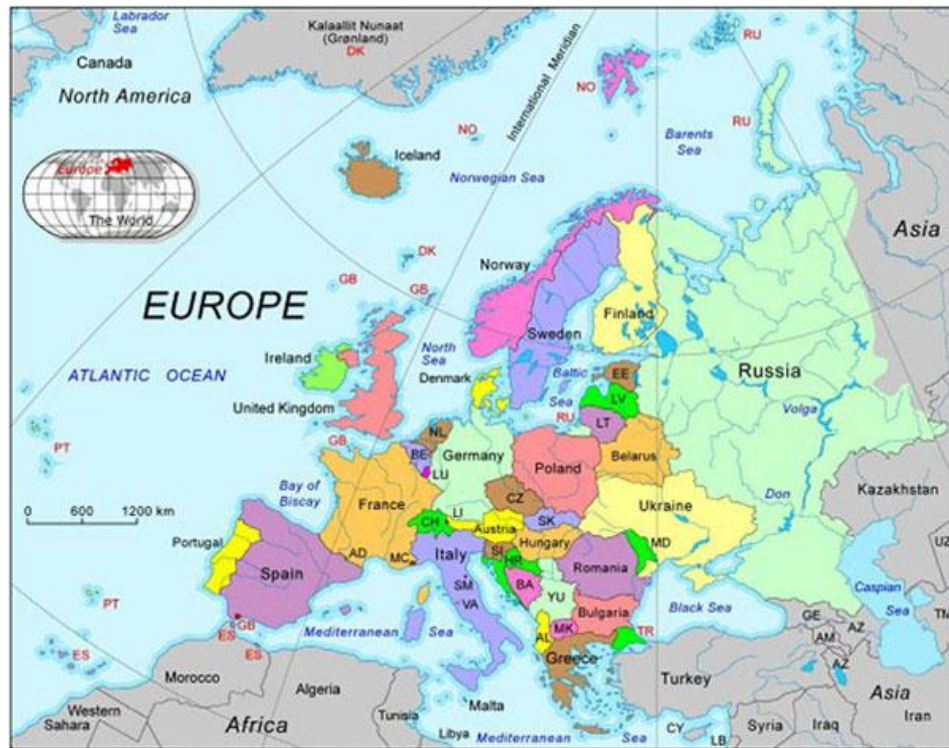 Labrador
Sea
Kalaallit Nunaat
(Grønland)
DK
RU
Canada
North America
International Meridian
NO
RU
NO
Barents
Sea
Iceland
Norwegian Sea
Europe
The World
Asia
DK
Norway
GB
GB
EUROPE
Finland
Sweden
North
Sea
Ireland
Russia
ATLANTIC OCEAN
Denmark
Baltic
Sea
EE
LV
United Kingdom
RU
LT
Volga
GB
NL
PT
BE
Germany
Poland
Belarus
LU
Bay of
Biscay
France
CZ
Ukraine
Don
Kazakhstan
0 600 1200 km
LI
CH
Austria
SK
Portugal
AD
MC
Italy
SI
HR
Hungary
MD
UZ
Spain
SM
BA
Romania
Caspian
Sea
VA
YU
PT
Bulgaria
Black Sea
GE
TM
ES
GB
Mediterranean Sea
AL
MK
TR
AM
AZ
ES
ES
Greece
AZ
Morocco
Turkey
Asia
Algeria
Malta
Western
Sahara
Africa
Tunisia
Libya
Mediterranean Sea
CY
LB
Syria
Iraq
Iran